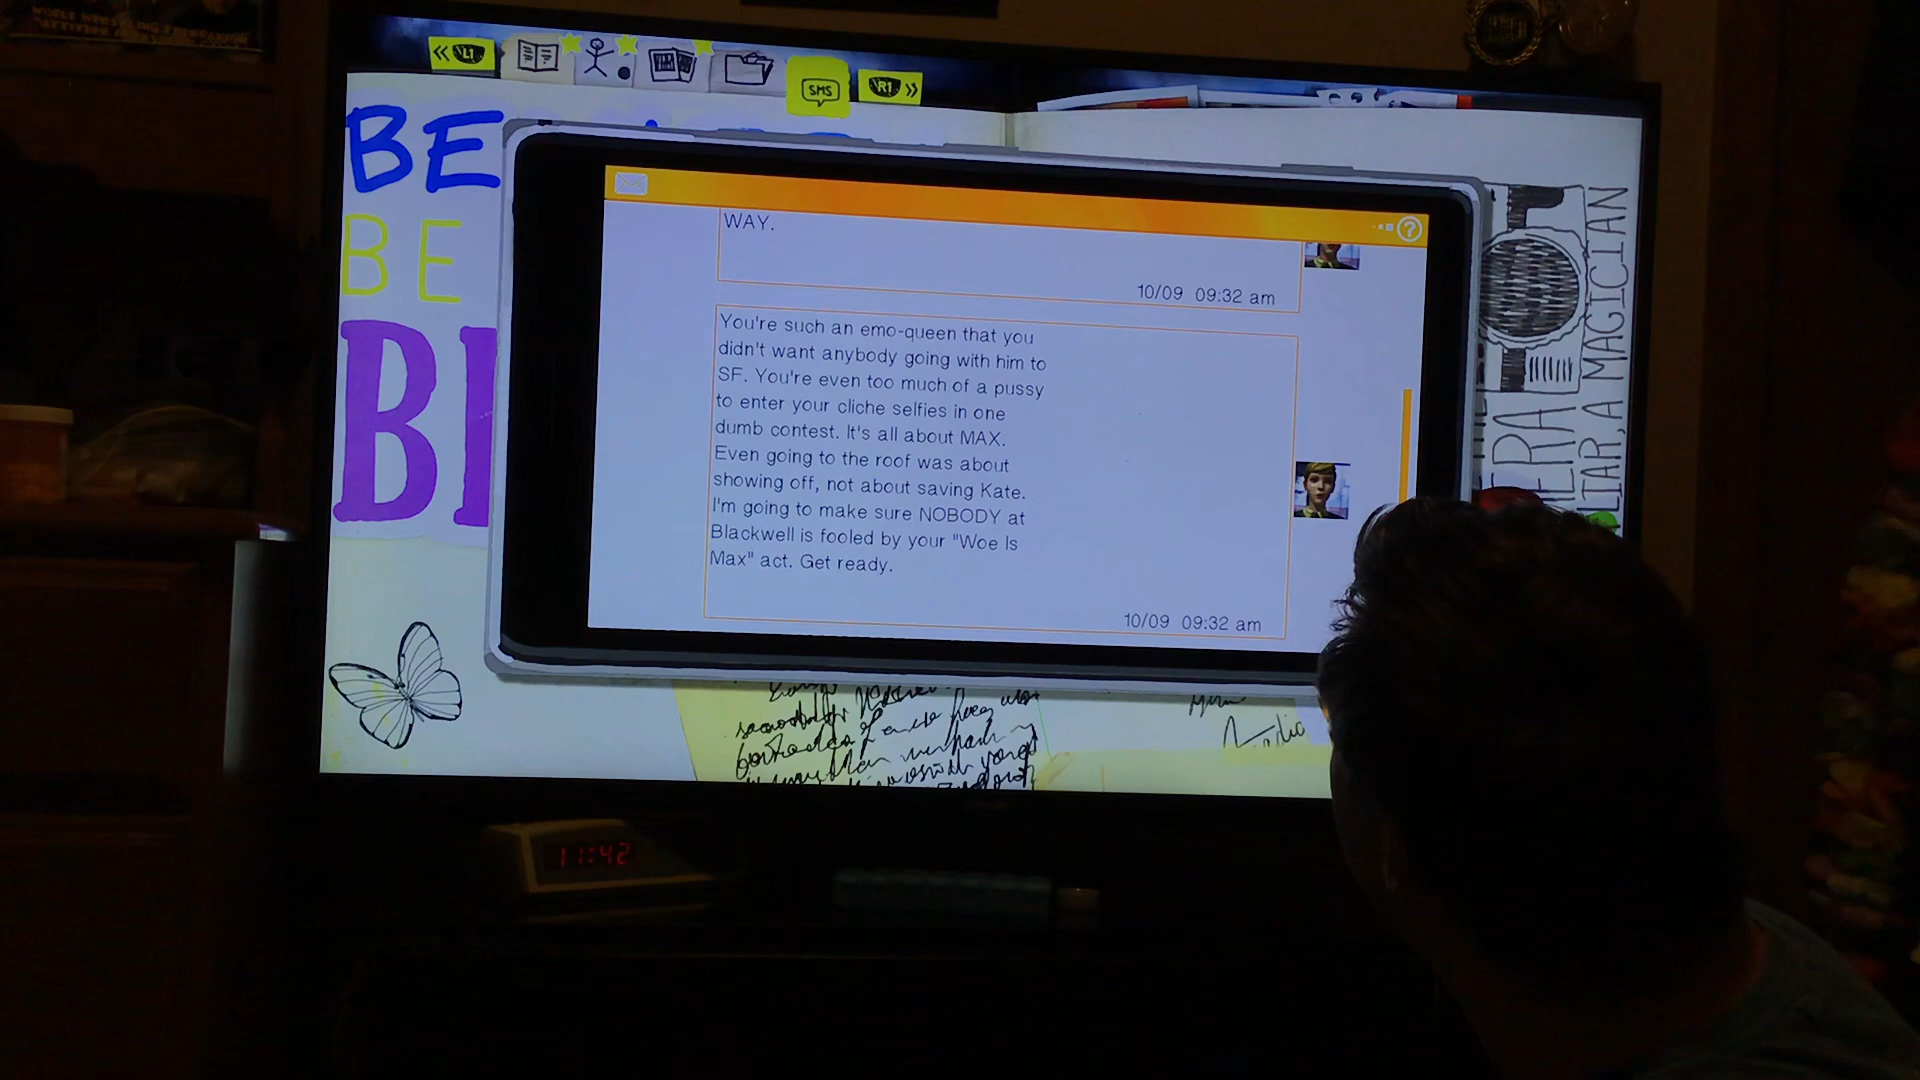 L1
SMS
R1
BE
BE
WAY.
10/09 09:32 am
You're such an emo-queen that you
didn't want anybody going with him to
SF. You're even too much of a pussy
to enter your cliche selfies in one
dumb contest. It's all about MAX.
Even going to the roof was about
showing off, not about saving Kate.
I'm going to make sure NOBODY at
Blackwell is fooled by your "Woe Is
Max" act. Get ready.
10/09 09:32 am
?
LIAR, A MAGICIAN
11:42